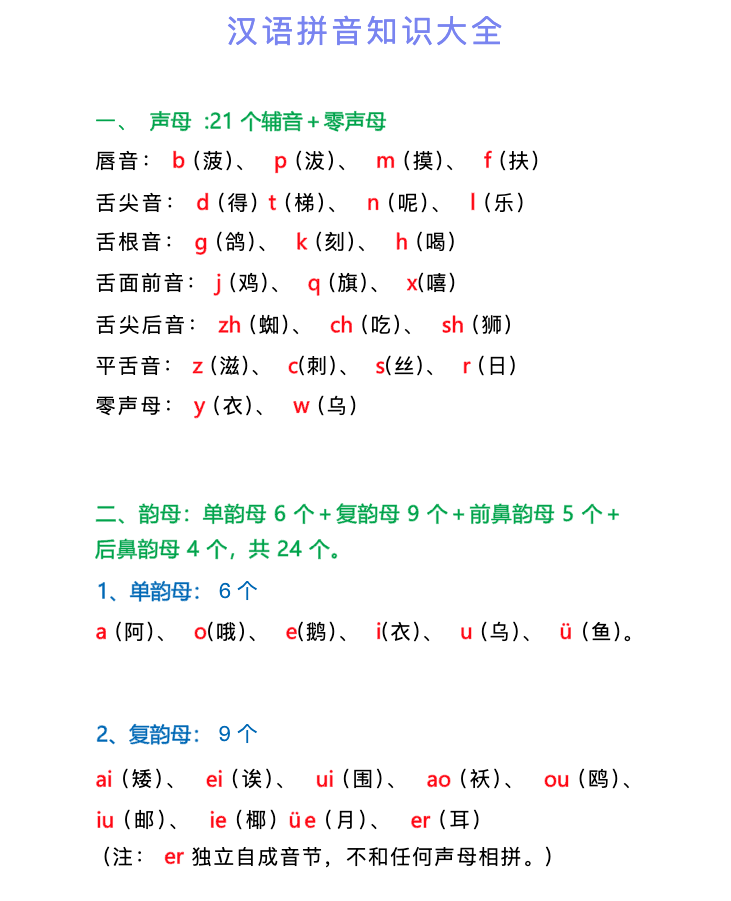 汉语拼音知识大全
一、 声母 :21 个辅音＋零声母
唇音： b（菠）、 p（泼）、 m（摸）、 f（扶）
舌尖音： d（得）t（梯）、 n（呢）、 l（乐）
舌根音： g（鸽）、 k（刻）、 h（喝）
舌面前音： j（鸡）、 q（旗）、 x(嘻）
舌尖后音： zh（蜘）、 ch（吃）、 sh（狮）
平舌音： z（滋）、 c(刺）、 s(丝）、 r（日）
零声母： y（衣）、 w（乌）
二、韵母：单韵母 6 个＋复韵母 9 个＋前鼻韵母 5 个＋
后鼻韵母 4 个，共 24 个。
1、单韵母： 6 个
a（阿）、 o(哦）、 e(鹅）、 i(衣）、 u（乌）、 ü（鱼）。
2、复韵母： 9 个
ai（矮）、 ei（诶）、 ui（围）、 ao（袄）、 ou（鸥）、
iu（邮）、 ie（椰）üe（月）、 er（耳）
（注： er 独立自成音节，不和任何声母相拼。）